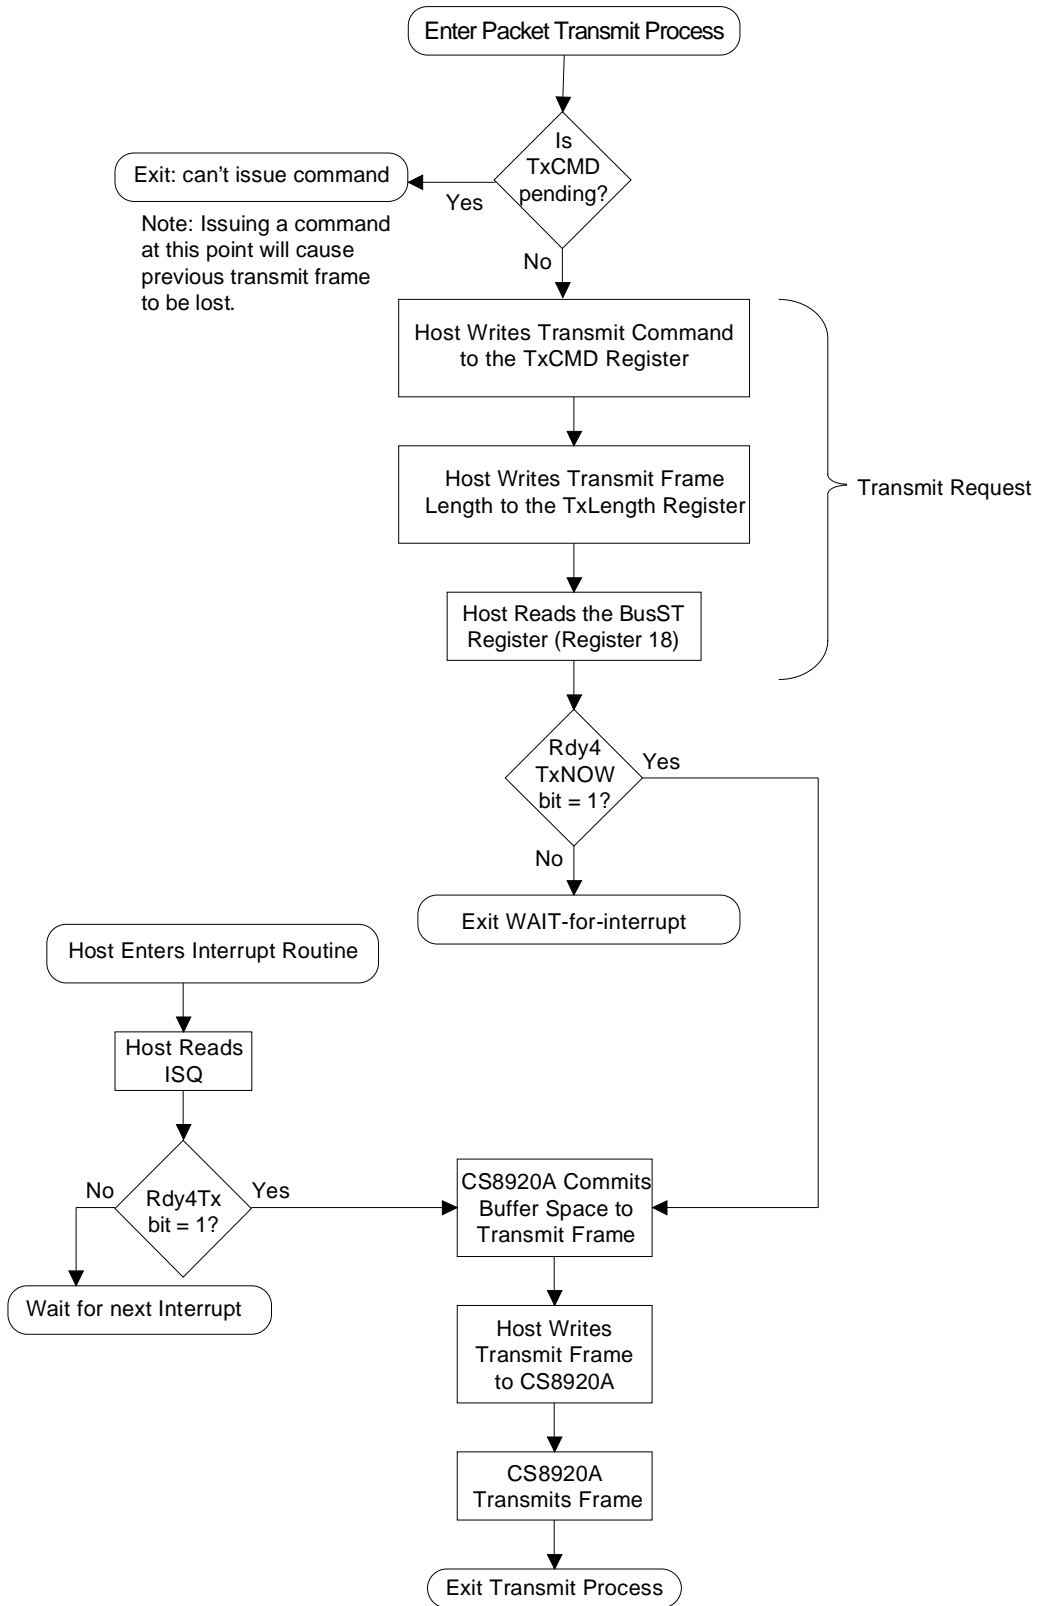 Enter Packet Transmit Process
Is
TxCMD
pending?
Exit: can't issue command
Yes
Note: Issuing a command
at this point will cause
previous transmit frame
to be lost.
No
Host Writes Transmit Command
to the TxCMD Register
Host Writes Transmit Frame
Length to the TxLength Register
Transmit Request
Host Reads the BusST
Register (Register 18)
Rdy4
TxNOW
bit = 1?
Yes
No
Exit WAIT-for-interrupt
Host Enters Interrupt Routine
Host Reads
ISQ
No
Rdy4Tx
bit = 1?
Yes
CS8920A Commits
Buffer Space to
Transmit Frame
Wait for next Interrupt
Host Writes
Transmit Frame
to CS8920A
CS8920A
Transmits Frame
Exit Transmit Process